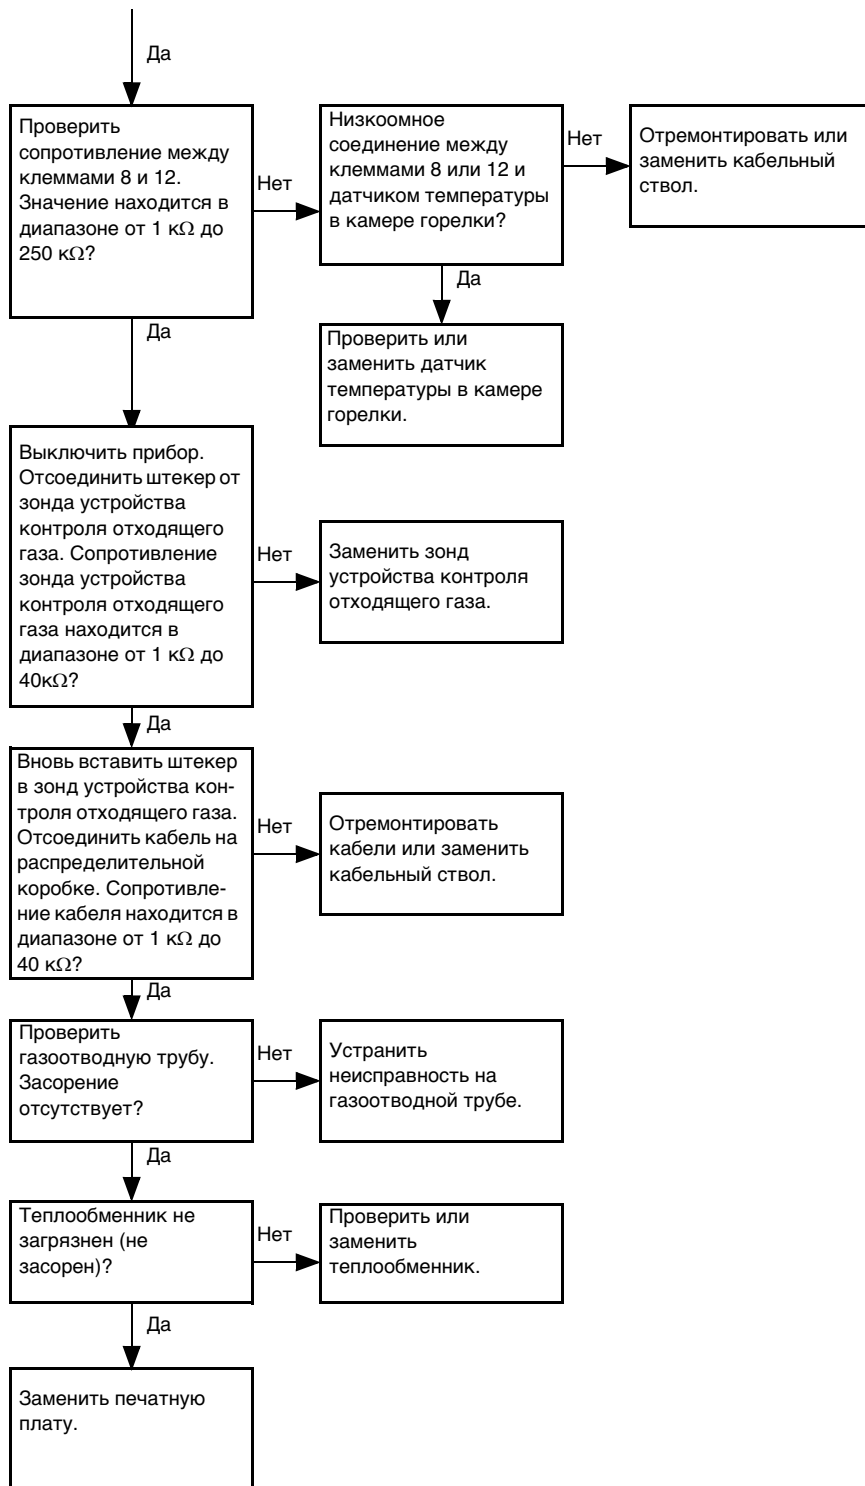 Да
Проверить
сопротивление между
клеммами 8 и 12.
Значение находится в
диапазоне от 1 кΩ до
250 кΩ?
Нет
Низкоомное
соединение между
клеммами 8 или 12 и
датчиком температуры
в камере горелки?
Нет
Отремонтировать или
заменить кабельный
ствол.
Да
Проверить или
заменить датчик
температуры в камере
горелки.
Да
Выключить прибор.
Отсоединить штекер от
зонда устройства
контроля отходящего
газа. Сопротивление
зонда устройства
контроля отходящего
газа находится в
диапазоне от 1 кΩ до
40кΩ?
Нет
Заменить зонд
устройства контроля
отходящего газа.
Да
Вновь вставить штекер
в зонд устройства кон-
троля отходящего газа.
Отсоединить кабель на
распределительной
коробке. Сопротивле-
ние кабеля находится в
диапазоне от 1 кΩ до
40 кΩ?
Нет
Отремонтировать
кабели или заменить
кабельный ствол.
Да
Проверить
газоотводную трубу.
Засорение
отсутствует?
Нет
Устранить
неисправность на
газоотводной трубе.
Да
Теплообменник не
загрязнен (не
засорен)?
Нет
Проверить или
заменить
теплообменник.
Да
Заменить печатную
плату.